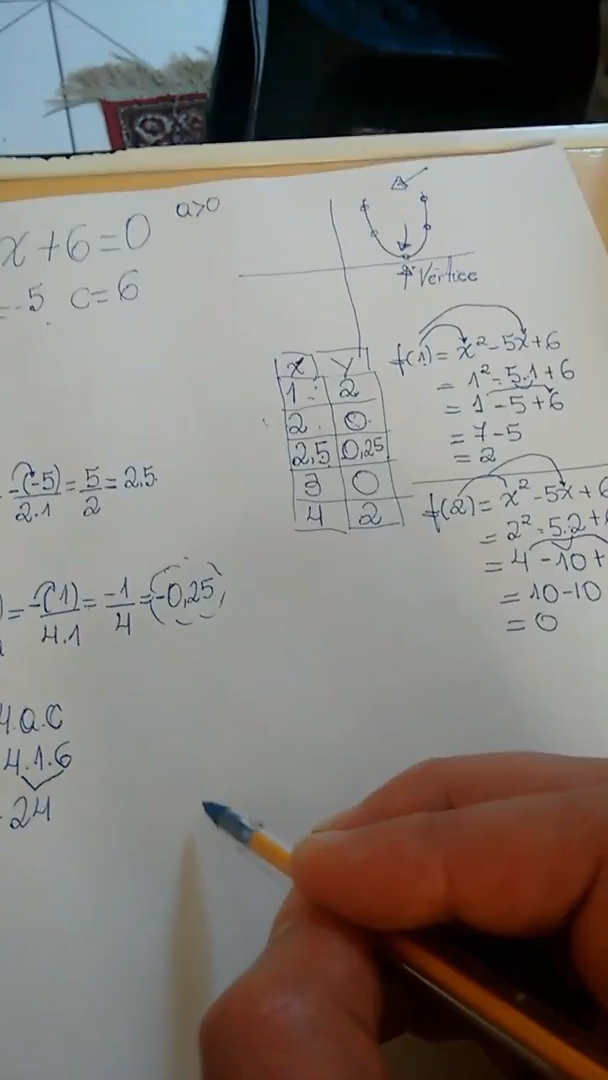 x+6=0 a>0
=-5 c=6
Vértice
-(-5)/2.1 = 5/2 = 2,5
= -(1)/4.1 = -1/4 = -0,25
4.a.c
4.1.6
24
x y
1 2
2 0
2,5 0,25
3 0
4 2
f(1)= x²-5x+6
= 1²-5.1+6
= 1-5+6
= 7-5
= 2
f(2)= x²-5x+6
= 2²-5.2+
= 4-10+
= 10-10
= 0